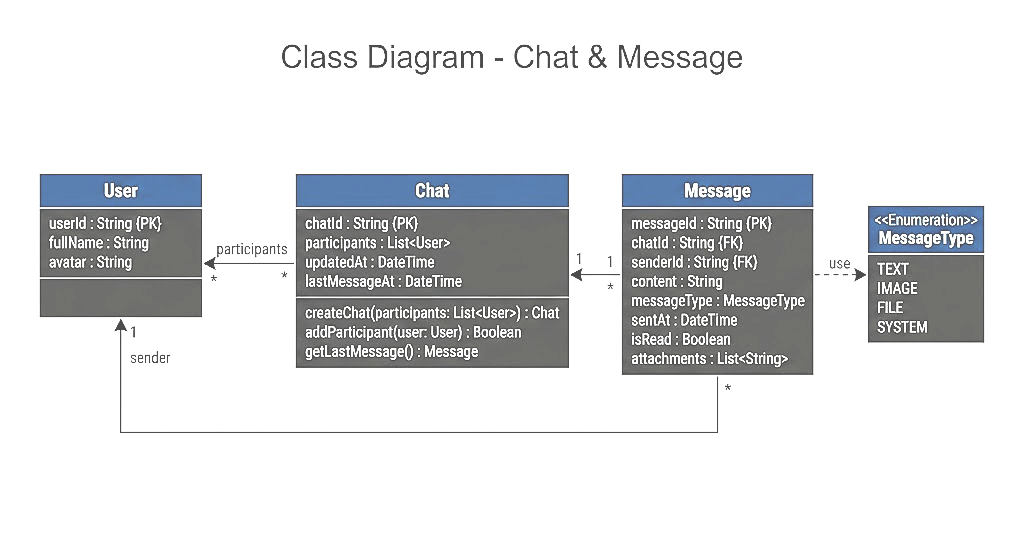 Class Diagram - Chat & Message
User
userId : String {PK}
fullName : String
avatar : String
participants
*
*
Chat
chatId : String {PK}
participants : List<User>
updatedAt : DateTime
lastMessageAt : DateTime
createChat(participants: List<User>) : Chat
addParticipant(user: User) : Boolean
getLastMessage() : Message
1
1
*
Message
messageId : String {PK}
chatId : String {FK}
senderId : String {FK}
content : String
messageType : MessageType
sentAt : DateTime
isRead : Boolean
attachments : List<String>
use
<<Enumeration>>
MessageType
TEXT
IMAGE
FILE
SYSTEM
1
sender
*